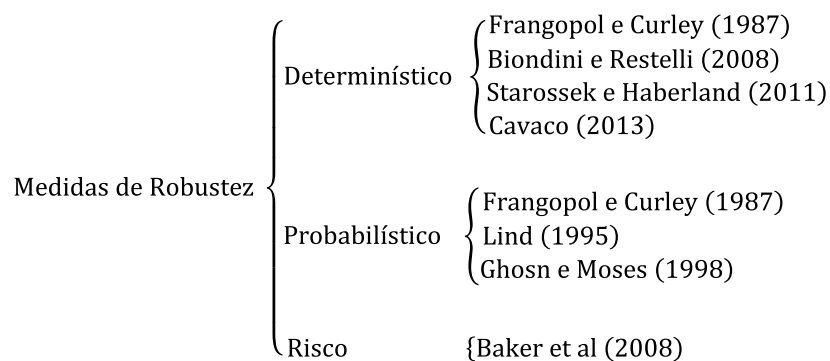 Frangopol e Curley (1987)
Biondini e Restelli (2008)
Determinístico
Starossek e Haberland (2011)
Cavaco (2013)
Medidas de Robustez
Frangopol e Curley (1987)
Probabilístico
Lind (1995)
Ghosn e Moses (1998)
Risco {Baker et al (2008)